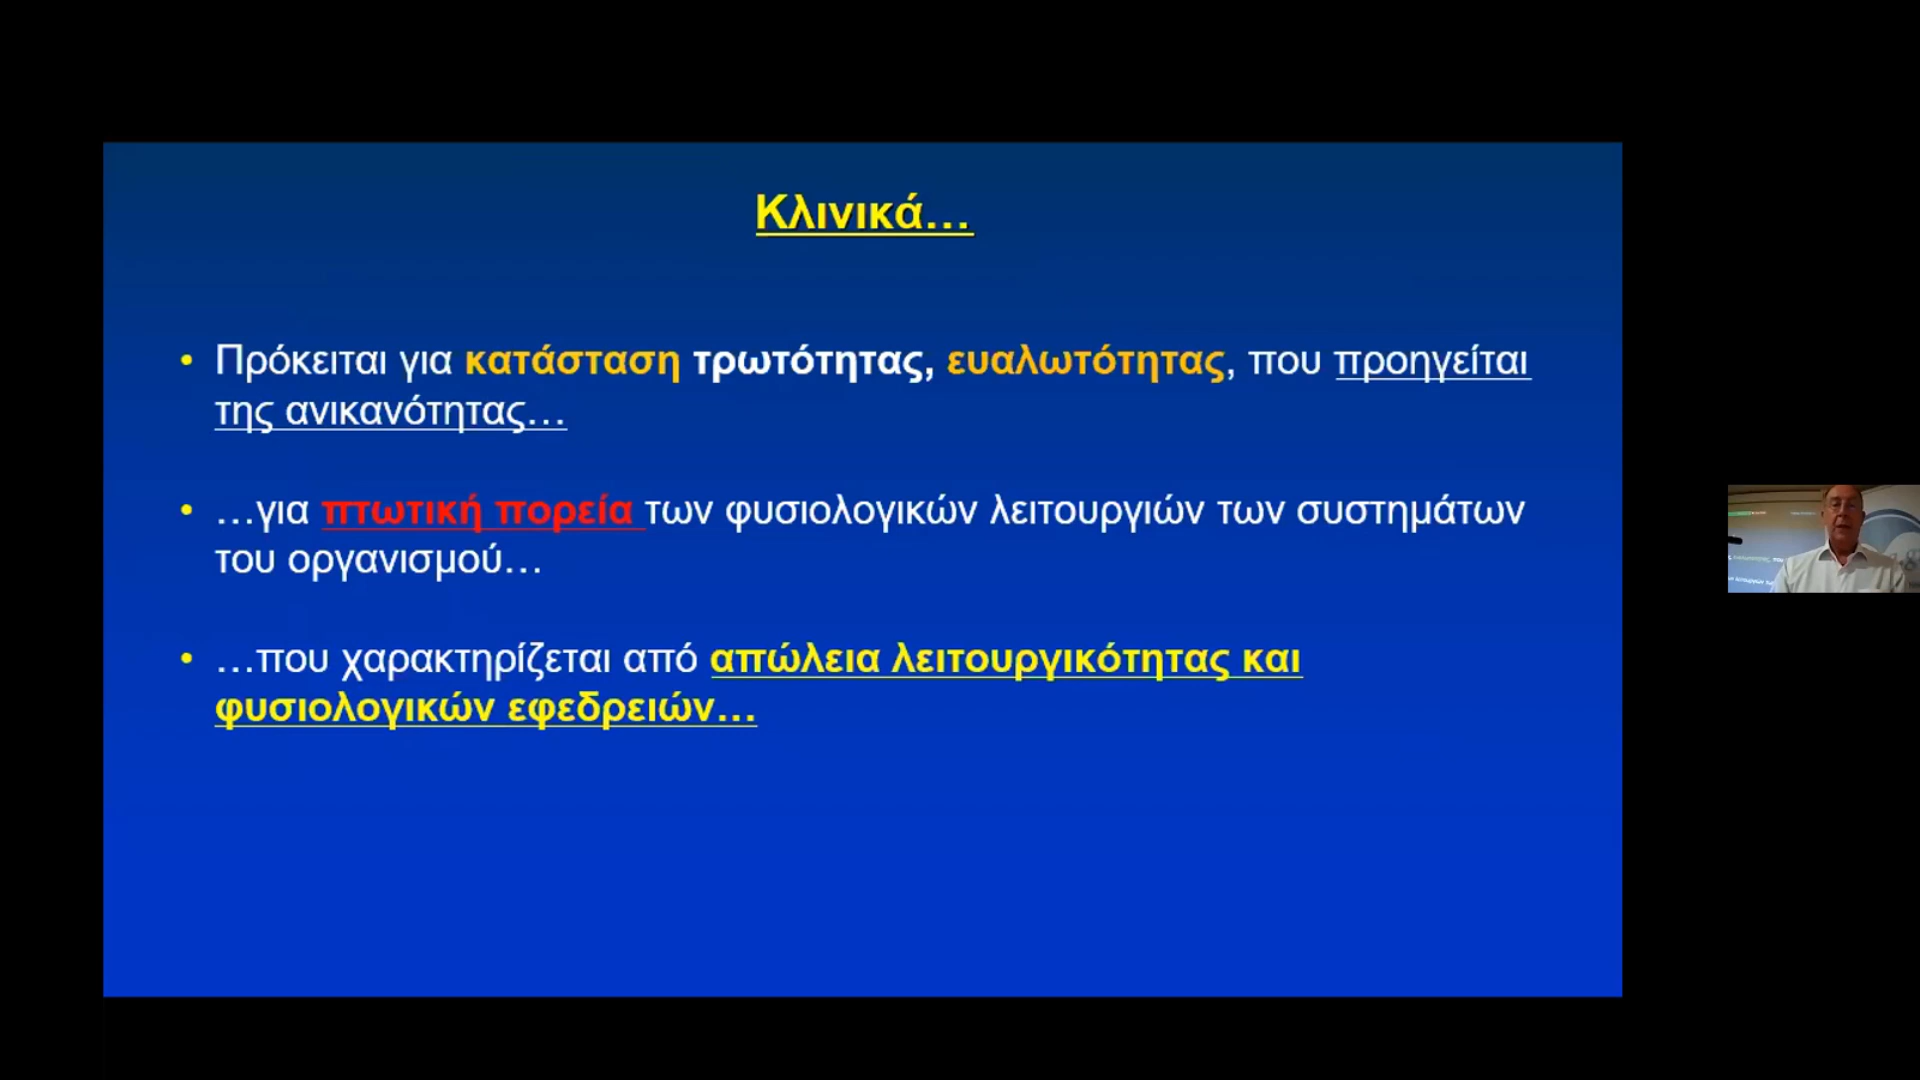 Κλινικά…
• Πρόκειται για κατάσταση τρωτότητας, ευαλωτότητας, που προηγείται
της ανικανότητας…
• …για πτωτική πορεία των φυσιολογικών λειτουργιών των συστημάτων
του οργανισμού…
• …που χαρακτηρίζεται από απώλεια λειτουργικότητας και
φυσιολογικών εφεδρειών…